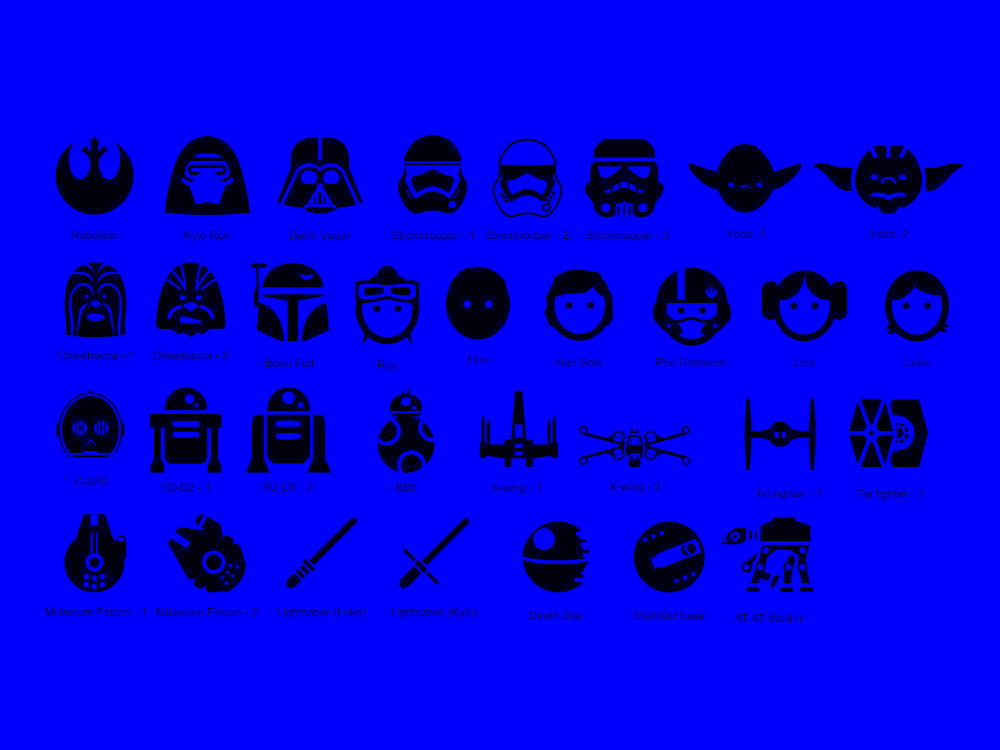 Rebellion
Kylo Ren
Darth Vader
Stromtrooper - 1
Stromtrooper - 2
Stromtrooper - 3
Yoda - 1
Yoda - 2
Chewbacca - 1
Chewbacca - 2
Boba Fett
Rey
Finn
Han Solo
Poe Dameron
Leia
Luke
C-3PO
R2-D2 - 1
R2-D2 - 2
BB8
X-wing - 1
X-wing - 2
Tie fighter - 1
Tie fighter - 2
Millenium Falcon - 1
Millenium Falcon - 2
Lightsaber (Luke)
Lightsaber (Kylo)
Death Star
Starkiller base
AT-AT Walker